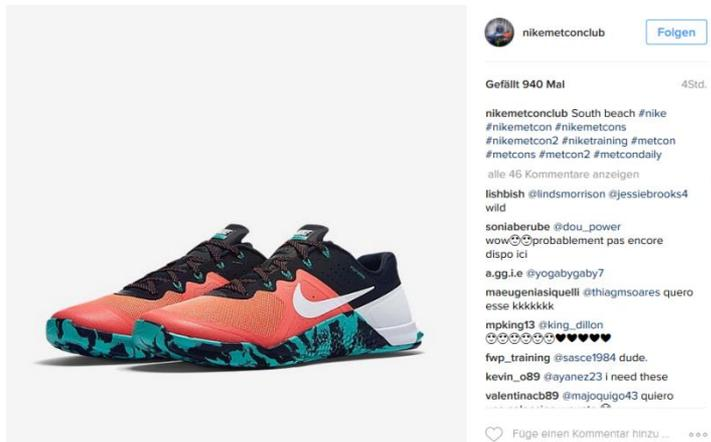 nikemetconclub
Folgen
Gefällt 940 Mal
4Std.
nikemetconclub South beach #nike
#nikemetcon #nikemetcons
#nikemetcon2 #niketraining #metcon
#metcons #metcon2 #metcondaily
alle 46 Kommentare anzeigen
lishbish @lindsmorrison @jessiebrooks4
wild
soniaberube @dou_power
wow😍😍probablement pas encore
dispo ici
a.gg.i.e @yogabygaby7
maeugeniasiquelli @thiagmsoares quero
esse kkkkkkk
mpking13 @king_dillon
😍😍😍😍😍😍♥♥♥♥♥
fwp_training @sasce1984 dude.
kevin_o89 @ayanez23 i need these
valentinacb89 @majoquigo43 quiero
Füge einen Kommentar hinzu ...